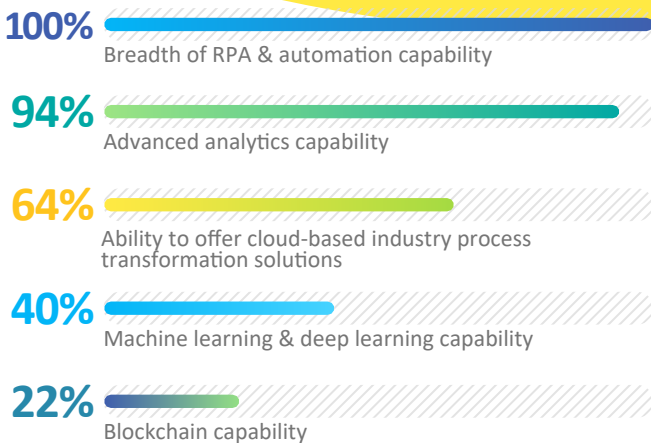 100%
Breadth of RPA & automation capability
94%
Advanced analytics capability
64%
Ability to offer cloud-based industry process
transformation solutions
40%
Machine learning & deep learning capability
22%
Blockchain capability